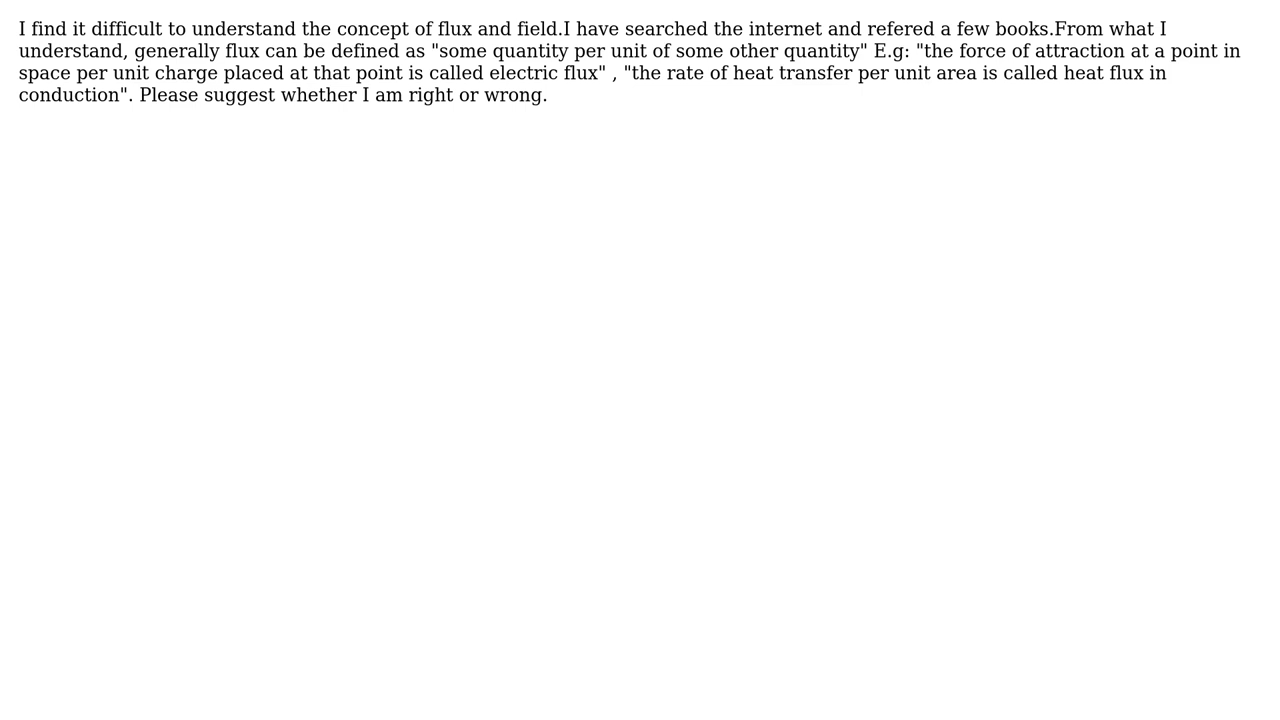 I find it difficult to understand the concept of flux and field.I have searched the internet and refered a few books.From what I
understand, generally flux can be defined as "some quantity per unit of some other quantity" E.g: "the force of attraction at a point in
space per unit charge placed at that point is called electric flux" , "the rate of heat transfer per unit area is called heat flux in
conduction". Please suggest whether I am right or wrong.